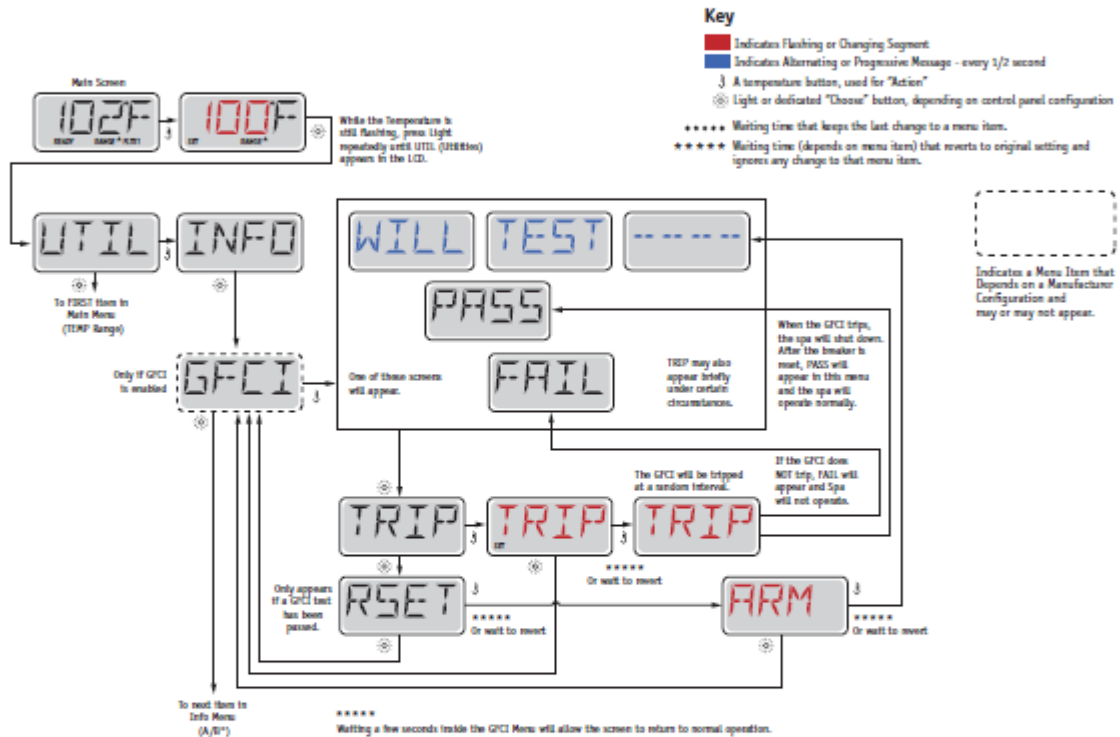 Key
Indicates Flashing or Changing Segment
Indicates Alternating or Progressive Message - every 1/2 second
A temperature button, used for "Action"
Light or dedicated "Choose" button, depending on control panel configuration
***** Waiting time that keeps the last change to a menu item.
***** Waiting time (depends on menu item) that reverts to original setting and
ignores any change to that menu item.
Main Screen
102F
READY
100F
SET
RANGE
While the Temperature is
still flashing, press Light
repeatedly until UTIL (Utilities)
appears in the LCD.
Indicates a Menu Item that
Depends on a Manufacturer
Configuration and
may or may not appear.
UTIL
INFO
To FIRST Item in
Main Menu
(TEMP Range)
WILL
TEST
-- -- -- --
PASS
FAIL
Only if GFCI
is enabled
GFCI
One of these screens
will appear.
TRIP may also
appear briefly
under certain
circumstances.
When the GFCI trips,
the spa will shut down.
After the breaker is
reset, PASS will
appear in this menu
and the spa will
operate normally.
The GFCI will be tripped
at a random interval.
If the GFCI does
NOT trip, FAIL will
appear and Spa
will not operate.
TRIP
TRIP
SET
TRIP
*****
Or wait to revert
Only appears
if a GFCI test
has been
passed.
RSET
*****
Or wait to revert
ARM
*****
Or wait to revert
To next item in
Info Menu
(A/B*)
*****
Waiting a few seconds inside the GFCI Menu will allow the screen to return to normal operation.